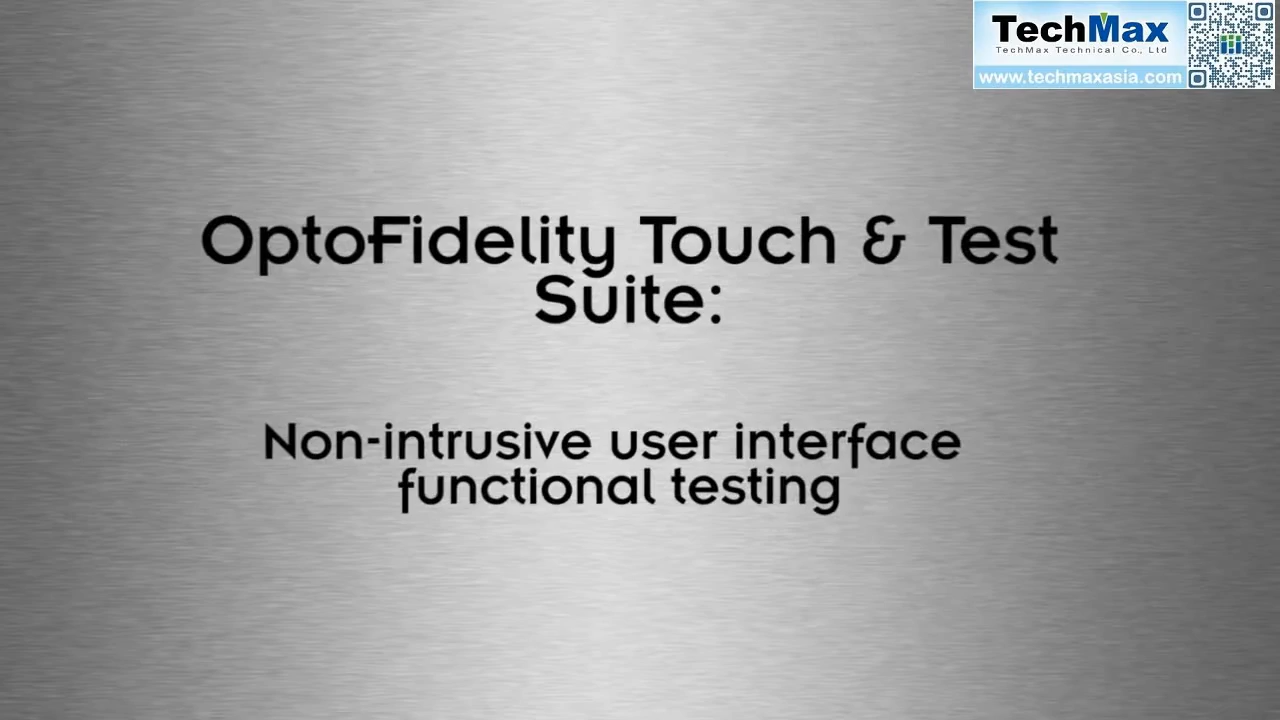 TechMax
TechMax Technical Co., Ltd
www.techmaxasia.com
OptoFidelity Touch & Test
Suite:
Non-intrusive user interface
functional testing